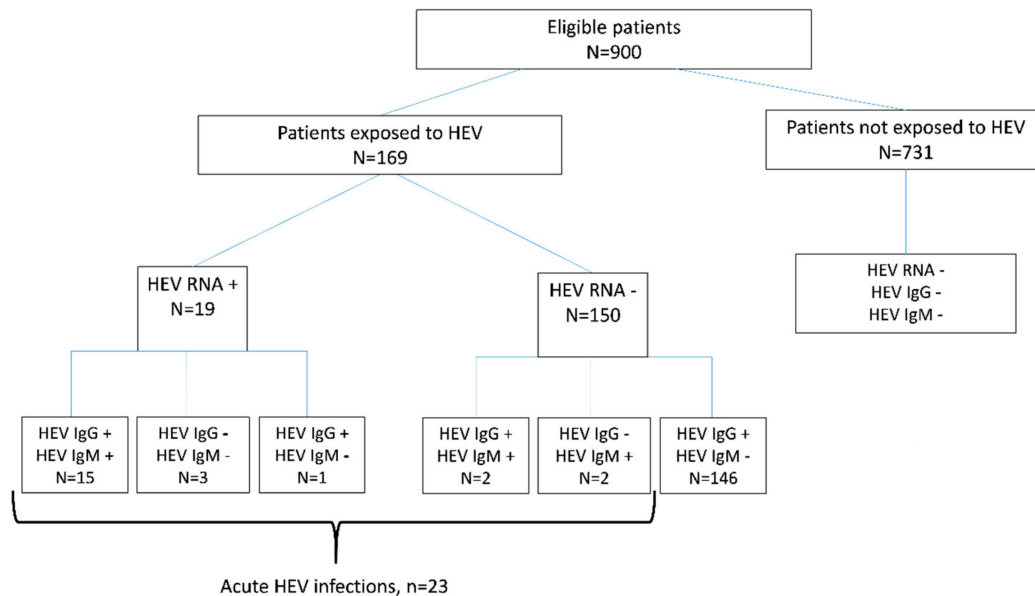 Eligible patients
N=900
Patients exposed to HEV
N=169
Patients not exposed to HEV
N=731
HEV RNA +
N=19
HEV RNA -
N=150
HEV RNA -
HEV IgG -
HEV IgM -
HEV IgG +
HEV IgM +
N=15
HEV IgG -
HEV IgM -
N=3
HEV IgG +
HEV IgM -
N=1
HEV IgG +
HEV IgM +
N=2
HEV IgG -
HEV IgM +
N=2
HEV IgG +
HEV IgM -
N=146
Acute HEV infections, n=23